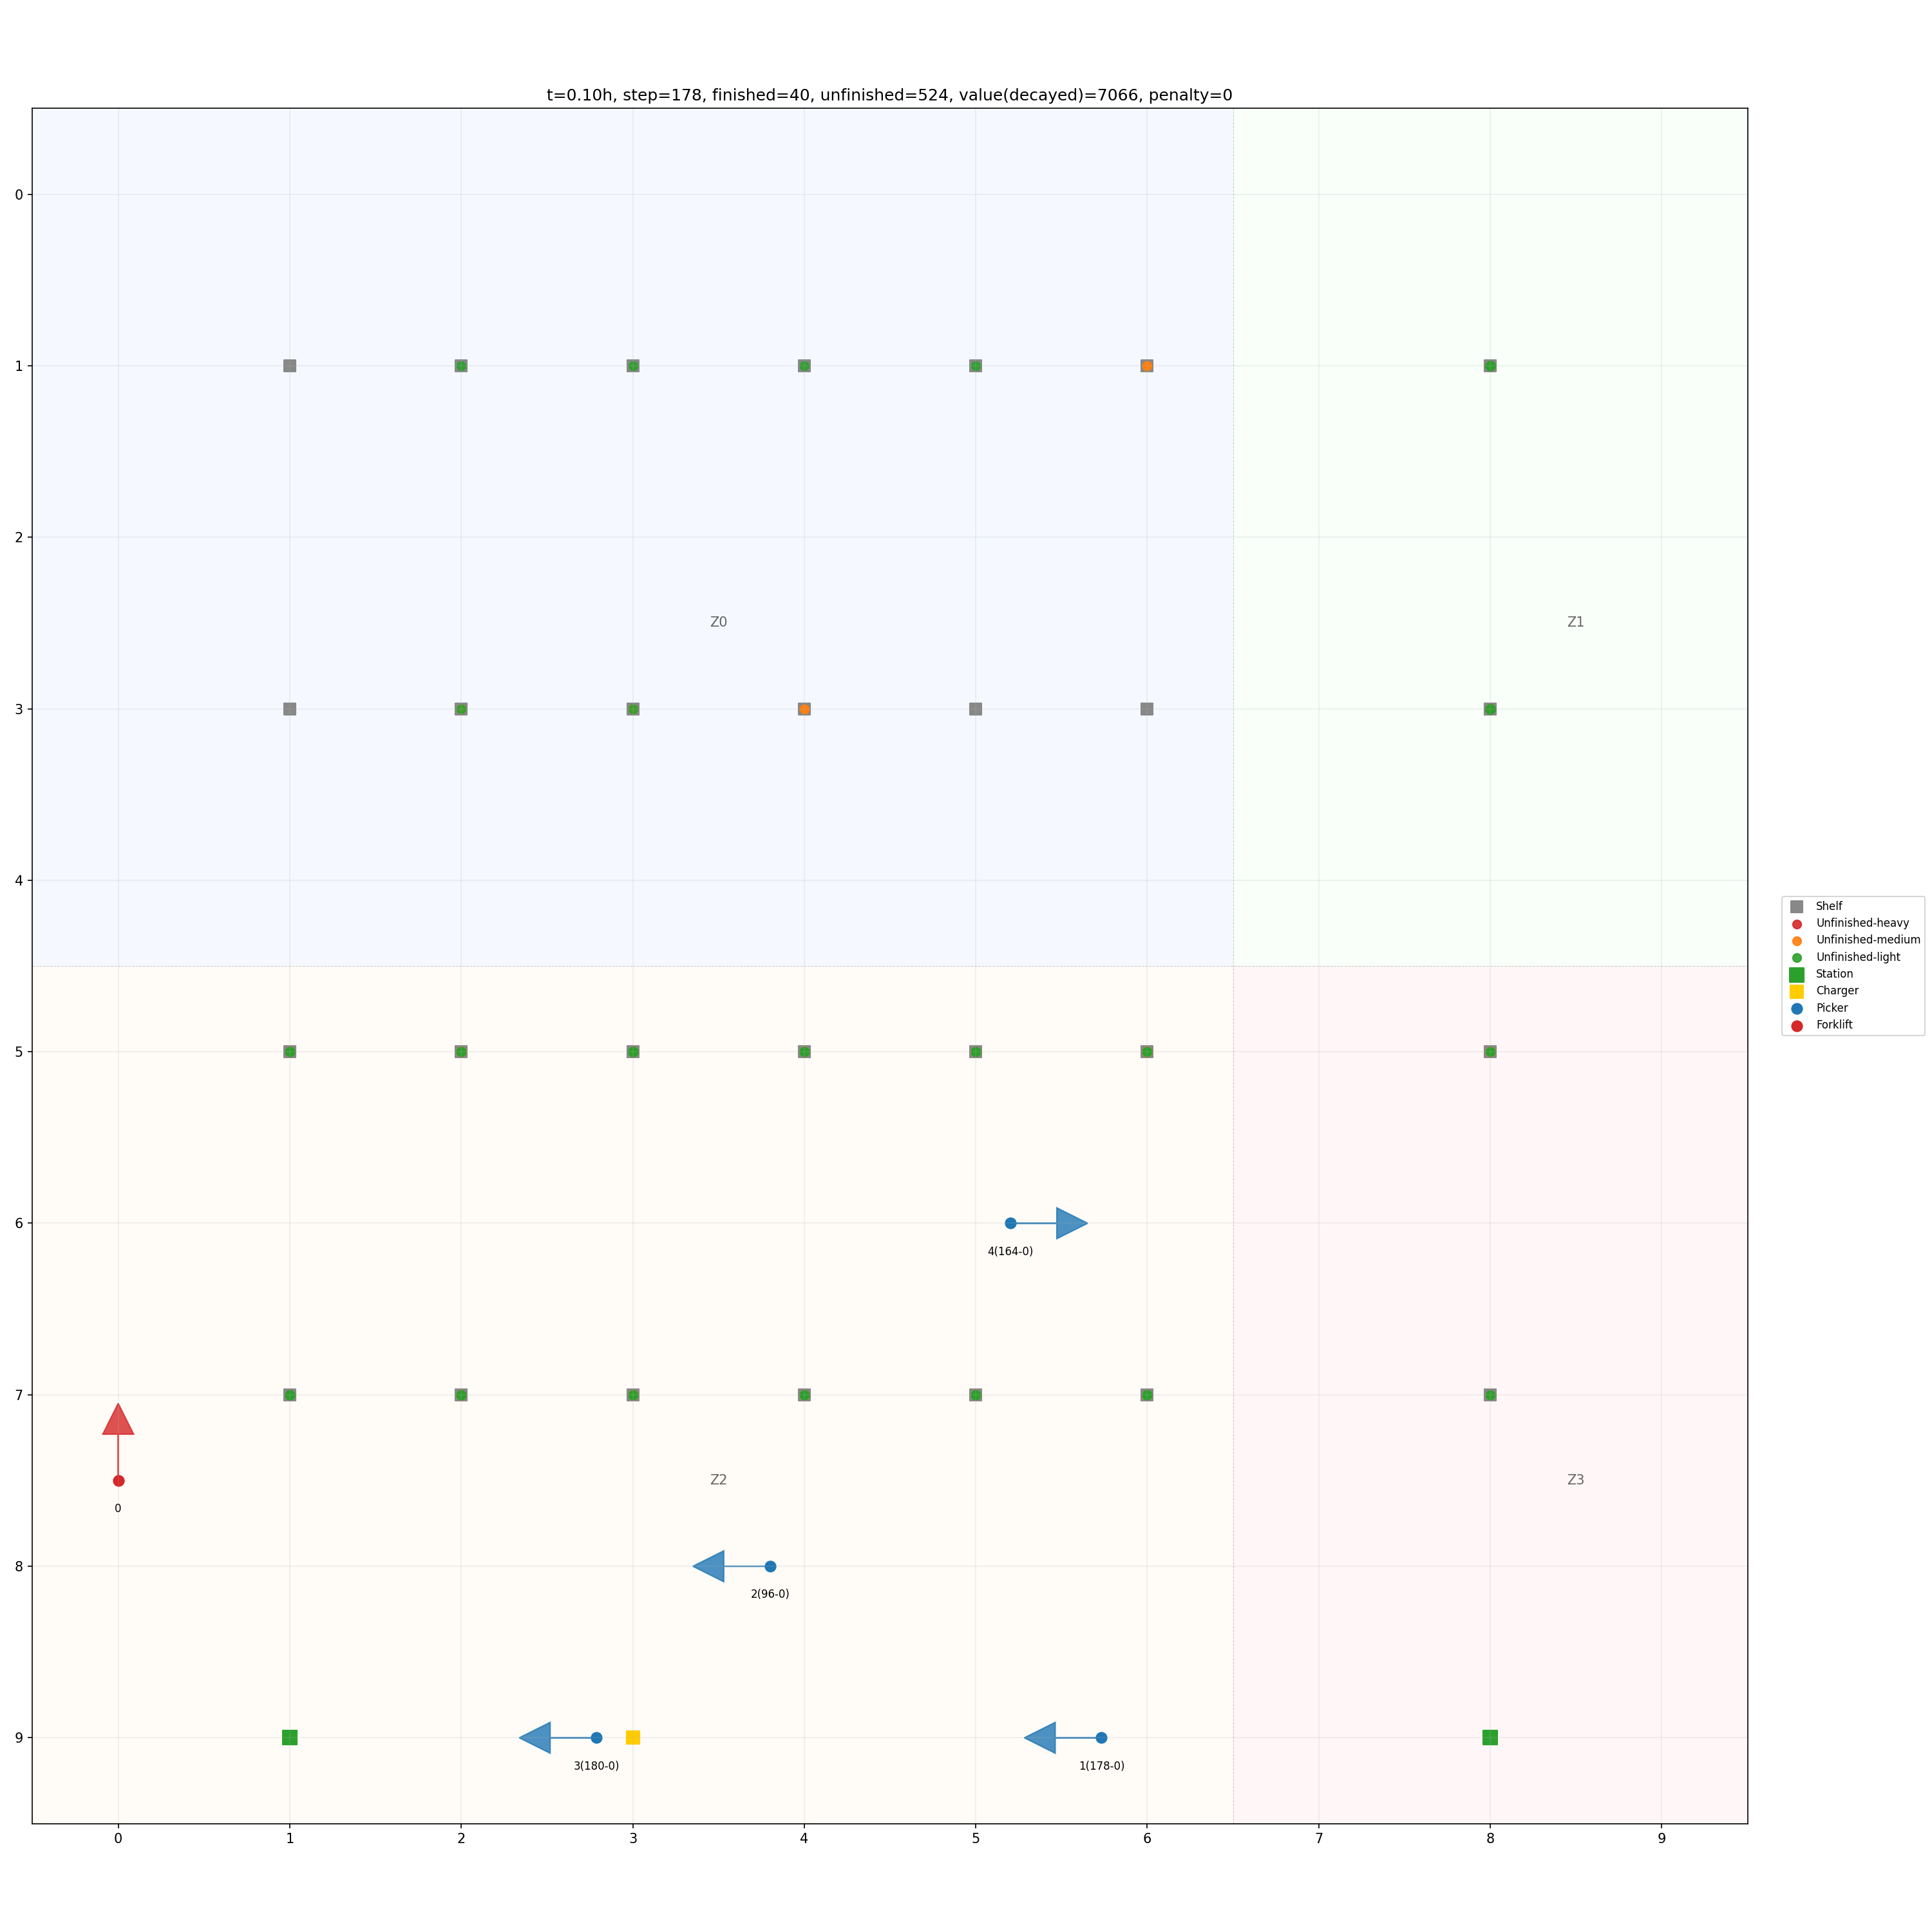 t=0.10h, step=178, finished=40, unfinished=524, value(decayed)=7066, penalty=0
0
1
2
Z0
Z1
3
4
Shelf
Unfinished-heavy
Unfinished-medium
Unfinished-light
Station
Charger
Picker
Forklift
5
6
4(164-0)
7
Z2
Z3
0
8
2(96-0)
9
3(180-0)
1(178-0)
0
1
2
3
4
5
6
7
8
9